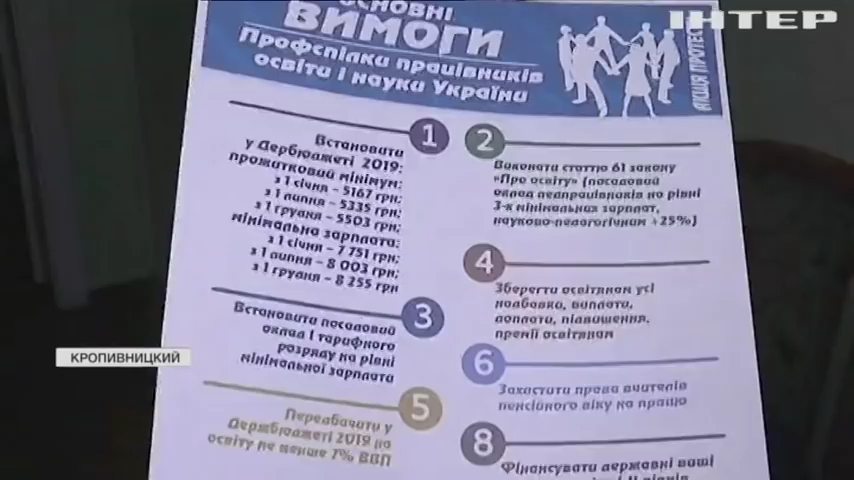 ІНТЕР
ОСНОВНІ
ВИМОГИ
Профспілки працівників
освіти і науки України
АКЦІЯ ПРОТЕСТУ
1
Встановити
у Держбюджеті 2019:
прожитковий мінімум:
з 1 січня – 5167 грн;
з 1 липня – 5335 грн;
з 1 грудня – 5503 грн;
мінімальна зарплата:
з 1 січня – 7 751 грн;
з 1 липня – 8 003 грн;
з 1 грудня – 8 255 грн
2
Виконати статтю 61 закону
«Про освіту» (посадовий
оклад педпрацівників на рівні
3-х мінімальних зарплат,
науково-педагогічним +25%)
3
Встановити посадовий
оклад І тарифного
розряду на рівні
мінімальної зарплати
4
Зберегти освітянам усі
надбавки, виплати,
доплати, підвищення,
премії освітянам
5
Передбачити у
Держбюджеті 2019 на
освіту не менше 7% ВВП
6
Захистати права вчителів
пенсійного віку на працю
8
Фінансувати державні вищі
КРОПИВНИЦКИЙ